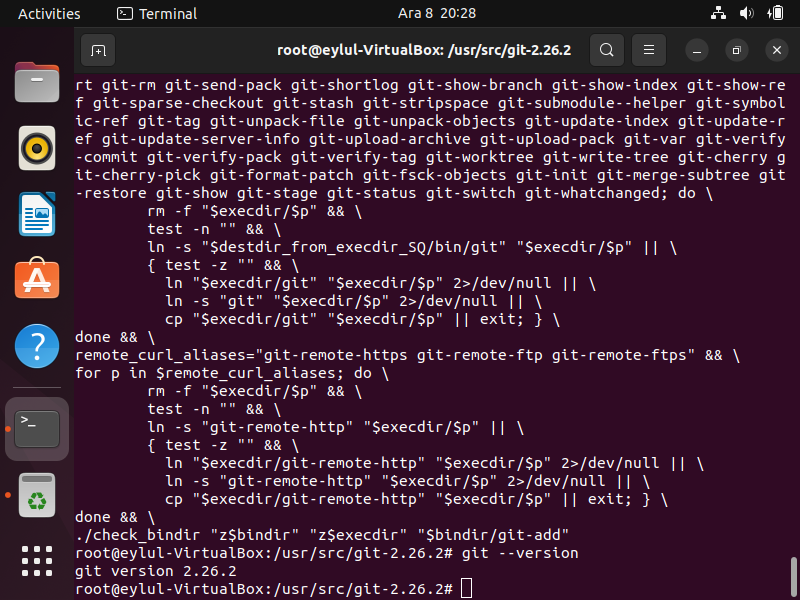 Activities
Terminal
Ara 8 20:28
root@eylul-VirtualBox: /usr/src/git-2.26.2
rt git-rm git-send-pack git-shortlog git-show-branch git-show-index git-show-re
f git-sparse-checkout git-stash git-stripspace git-submodule--helper git-symbol
ic-ref git-tag git-unpack-file git-unpack-objects git-update-index git-update-r
ef git-update-server-info git-upload-archive git-upload-pack git-var git-verify
-commit git-verify-pack git-verify-tag git-worktree git-write-tree git-cherry g
it-cherry-pick git-format-patch git-fsck-objects git-init git-merge-subtree git
-restore git-show git-stage git-status git-switch git-whatchanged; do \
        rm -f "$execdir/$p" && \
        test -n "" && \
        ln -s "$destdir_from_execdir_SQ/bin/git" "$execdir/$p" || \
        { test -z "" && \
          ln "$execdir/git" "$execdir/$p" 2>/dev/null || \
          ln -s "git" "$execdir/$p" 2>/dev/null || \
          cp "$execdir/git" "$execdir/$p" || exit; } \
done && \
remote_curl_aliases="git-remote-https git-remote-ftp git-remote-ftps" && \
for p in $remote_curl_aliases; do \
        rm -f "$execdir/$p" && \
        test -n "" && \
        ln -s "git-remote-http" "$execdir/$p" || \
        { test -z "" && \
          ln "$execdir/git-remote-http" "$execdir/$p" 2>/dev/null || \
          ln -s "git-remote-http" "$execdir/$p" 2>/dev/null || \
          cp "$execdir/git-remote-http" "$execdir/$p" || exit; } \
done && \
./check_bindir "z$bindir" "z$execdir" "$bindir/git-add"
root@eylul-VirtualBox:/usr/src/git-2.26.2# git --version
git version 2.26.2
root@eylul-VirtualBox:/usr/src/git-2.26.2#